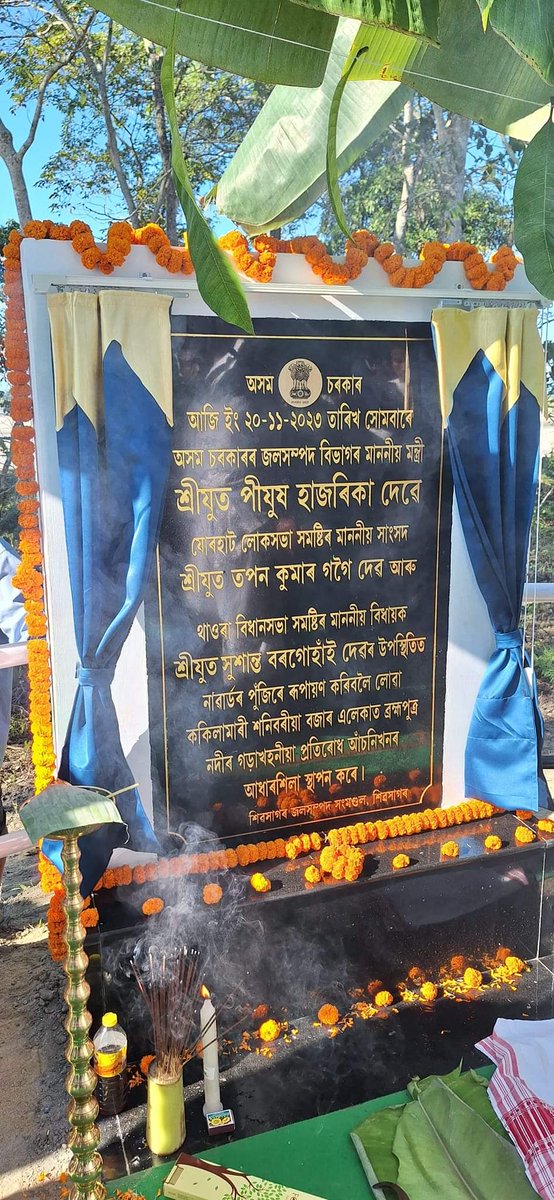 অসম চৰকাৰ
আজি ইং ২০-১১-২০২৩ তাৰিখ সোমবাৰে
অসম চৰকাৰৰ জলসম্পদ বিভাগৰ মাননীয় মন্ত্ৰী
শ্ৰীযুত পীযুষ হাজৰিকা দেৱে
যোৰহাট লোকসভা সমষ্টিৰ মাননীয় সাংসদ
শ্ৰীযুত তপন কুমাৰ গগৈ দেৱ আৰু
থাওৰা বিধানসভা সমষ্টিৰ মাননীয় বিধায়ক
শ্ৰীযুত সুশান্ত বৰগোহাঁই দেৱৰ উপস্থিতিত
নাবাৰ্ডৰ পুঁজিৰে ৰূপায়ণ কৰিবলৈ লোৱা
ককিলামাৰী শনিবৰীয়া বজাৰ এলেকাত ব্ৰহ্মপুত্ৰ
নদীৰ গড়াখহনীয়া প্ৰতিৰোধ আঁচনিখনৰ
আধাৰশিলা স্থাপন কৰে।
শিৱসাগৰ জলসম্পদ সংমণ্ডল, শিৱসাগৰ